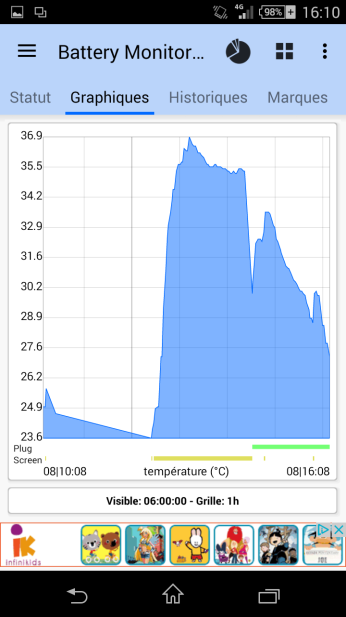 4G 98% 16:10
Battery Monitor...
Statut Graphiques Historiques Marques
36.9
35.5
34.2
32.9
31.6
30.2
28.9
27.6
26.2
24.9
23.6
Plug
Screen
08|10:08 température (°C) 08|16:08
Visible: 06:00:00 - Grille: 1h
infinikids